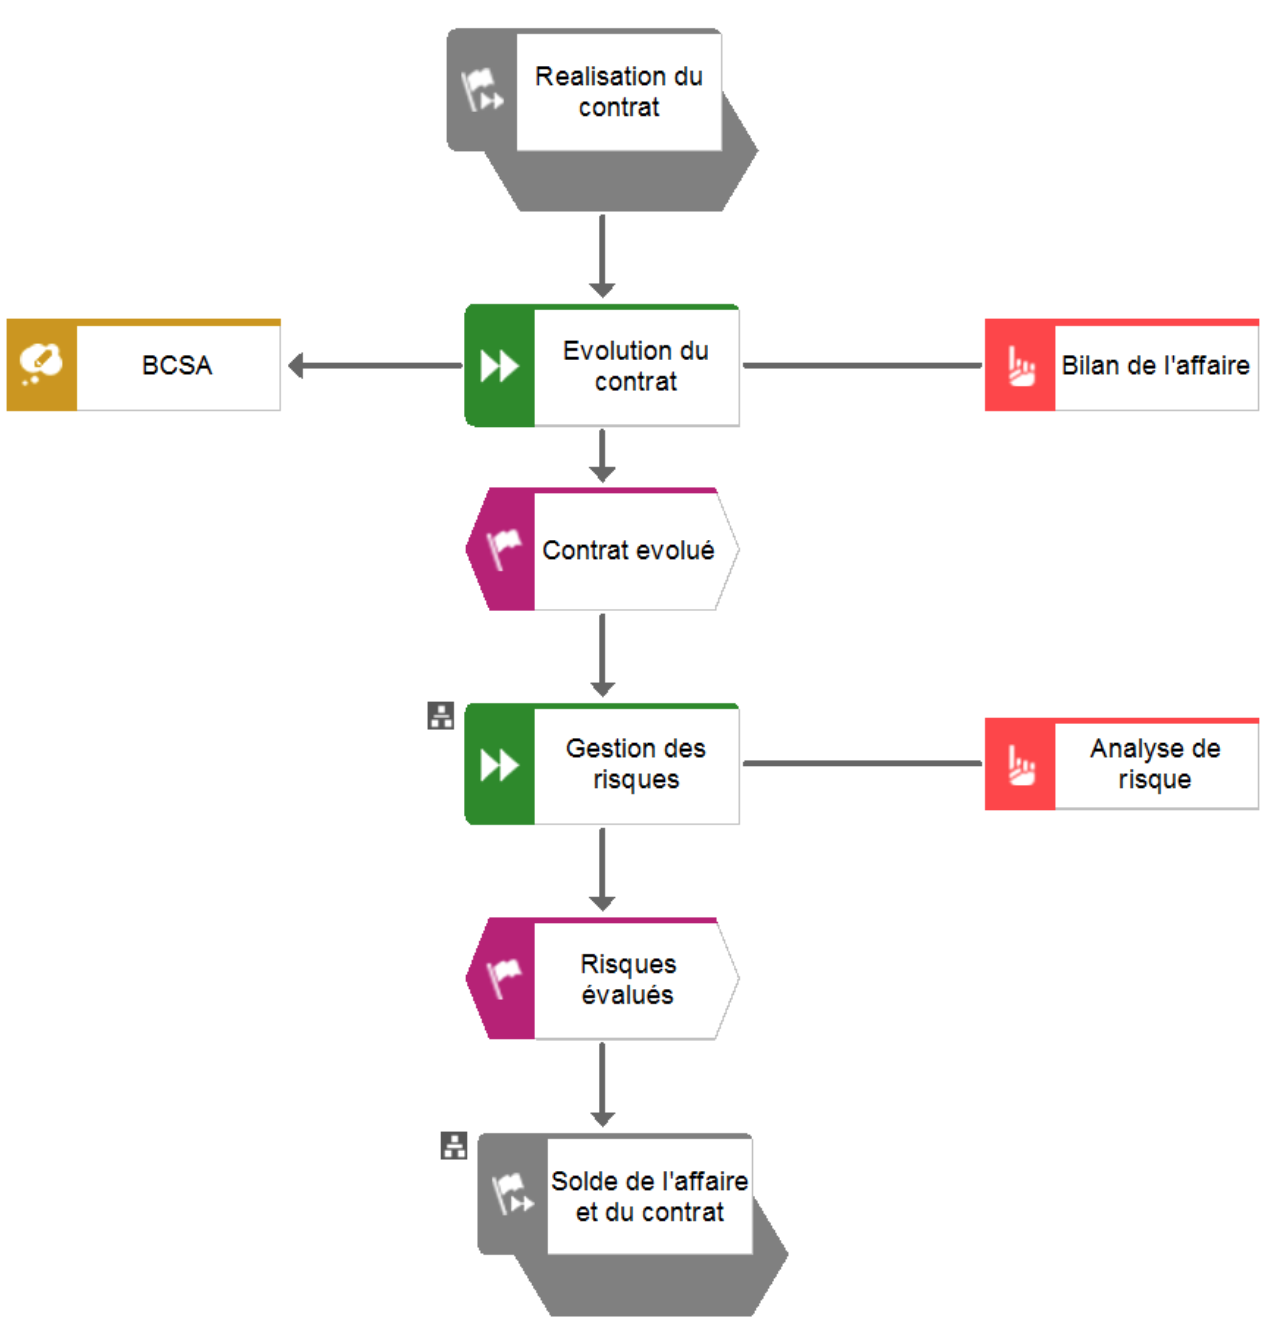 Realisation du
contrat
BCSA
Evolution du
contrat
Bilan de l'affaire
Contrat evolué
Gestion des
risques
Analyse de
risque
Risques
évalués
Solde de l'affaire
et du contrat